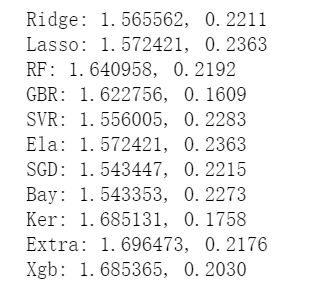 Ridge: 1.565562, 0.2211
Lasso: 1.572421, 0.2363
RF: 1.640958, 0.2192
GBR: 1.622756, 0.1609
SVR: 1.556005, 0.2283
Ela: 1.572421, 0.2363
SGD: 1.543447, 0.2215
Bay: 1.543353, 0.2273
Ker: 1.685131, 0.1758
Extra: 1.696473, 0.2176
Xgb: 1.685365, 0.2030